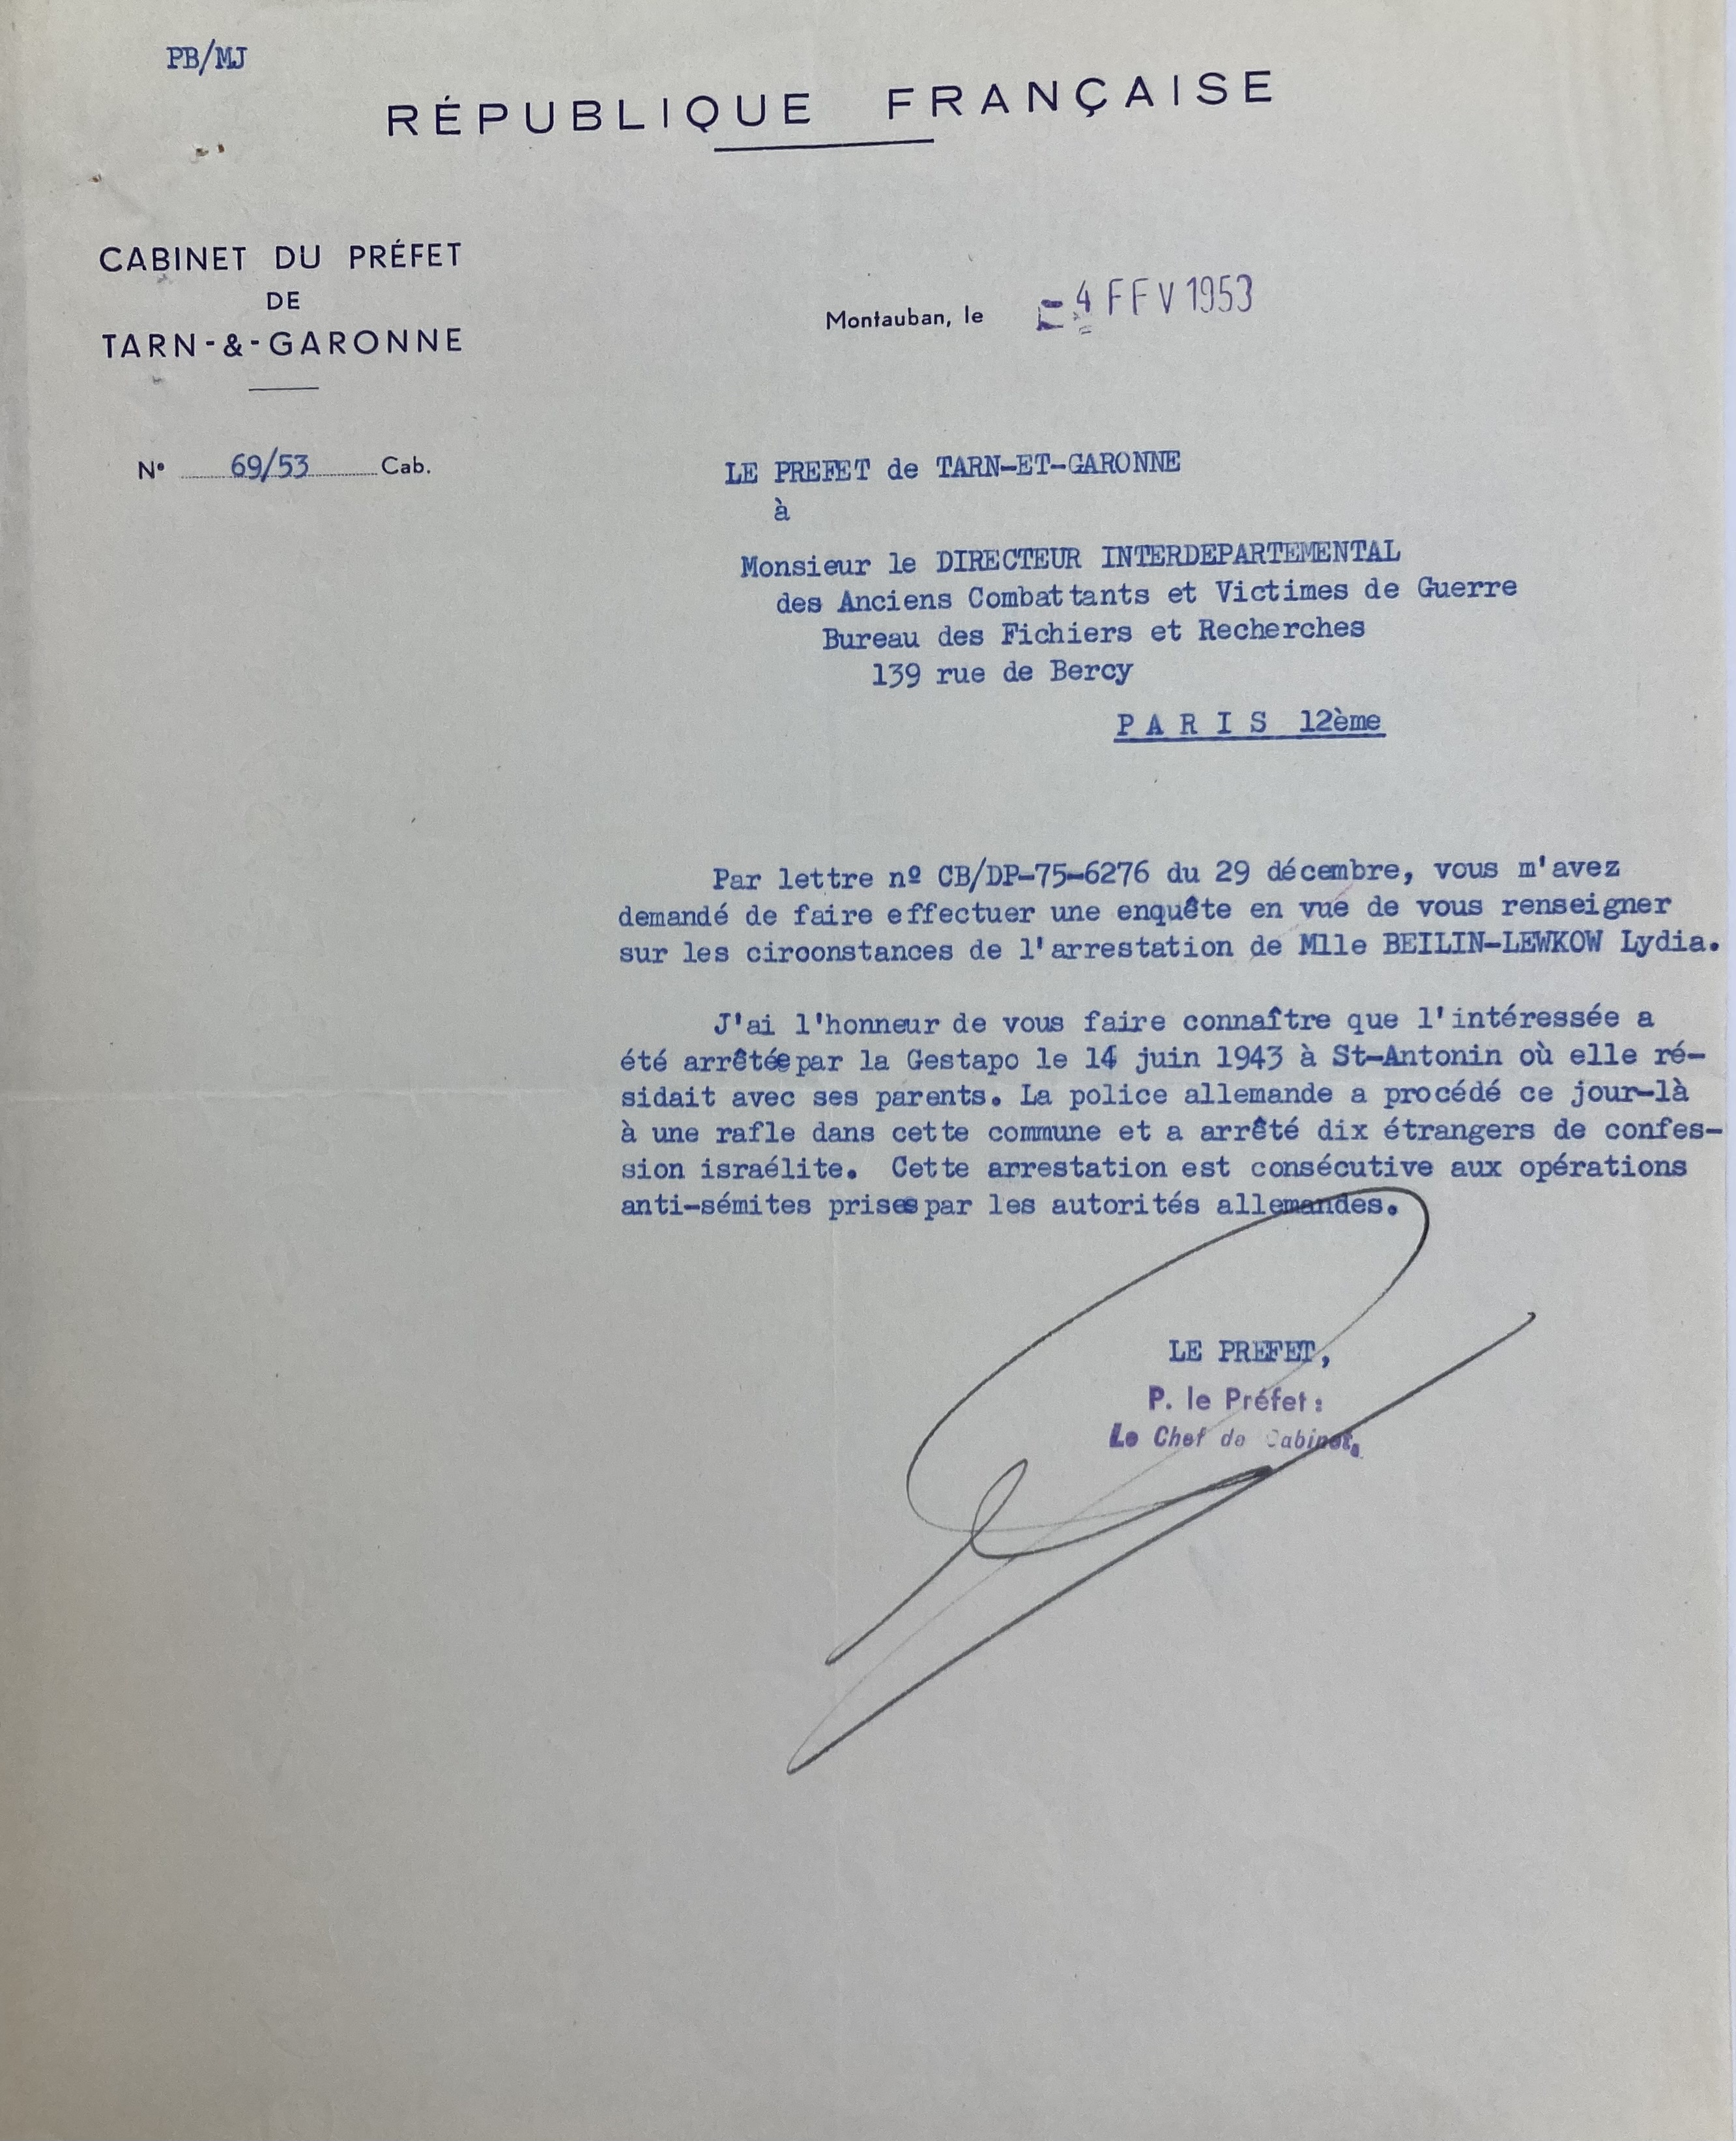 PB/MJ
RÉPUBLIQUE FRANÇAISE
CABINET DU PRÉFET
DE
TARN-&-GARONNE
Montauban, le -4 FEV 1953
N° 69/53 Cab.
LE PREFET de TARN-ET-GARONNE
à
Monsieur le DIRECTEUR INTERDEPARTEMENTAL
des Anciens Combattants et Victimes de Guerre
Bureau des Fichiers et Recherches
139 rue de Bercy
PARIS 12ème
Par lettre nº CB/DP-75-6276 du 29 décembre, vous m'avez
demandé de faire effectuer une enquête en vue de vous renseigner
sur les circonstances de l'arrestation de Mlle BEILIN-LEWKOW Lydia.
J'ai l'honneur de vous faire connaître que l'intéressée a
été arrêtée par la Gestapo le 14 juin 1943 à St-Antonin où elle ré-
sidait avec ses parents. La police allemande a procédé ce jour-là
à une rafle dans cette commune et a arrêté dix étrangers de confes-
sion israélite. Cette arrestation est consécutive aux opérations
anti-sémites prises par les autorités allemandes.
LE PREFET,
P. le Préfet:
Le Chef de Cabinet,